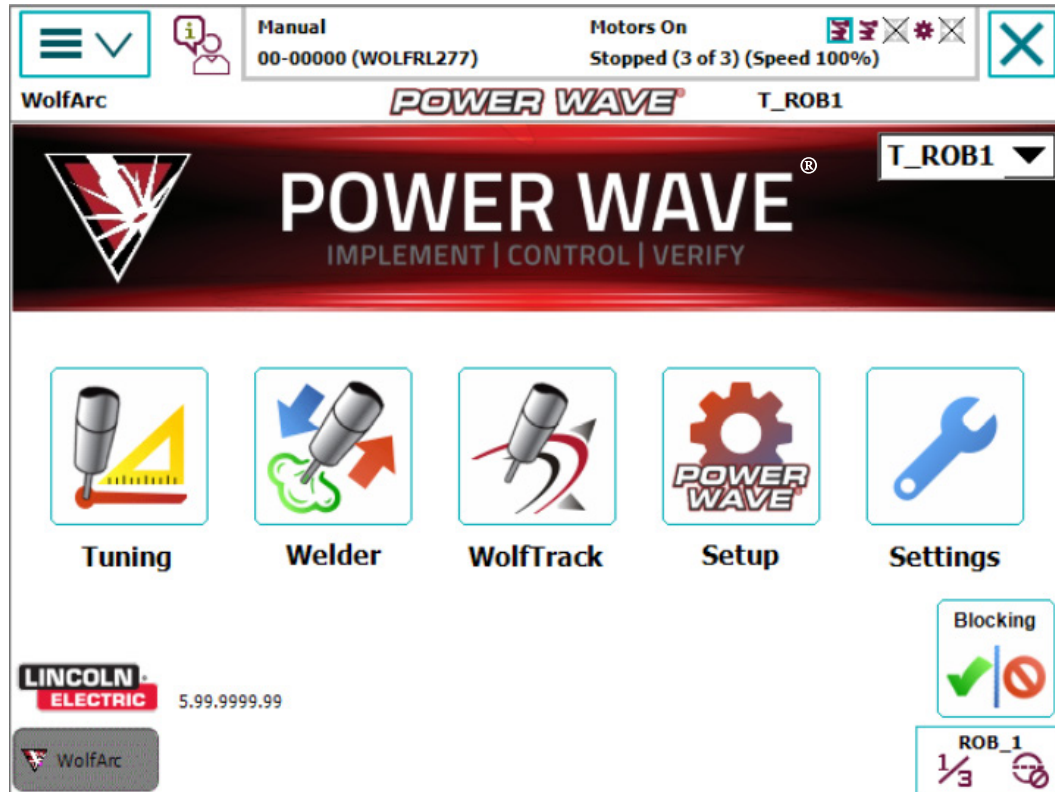 Manual
Motors On
00-00000 (WOLFRL277)
Stopped (3 of 3) (Speed 100%)
WolfArc
POWER WAVE®
T_ROB1
T_ROB1
POWER WAVE®
IMPLEMENT | CONTROL | VERIFY
POWER WAVE®
Tuning
Welder
WolfTrack
Setup
Settings
Blocking
LINCOLN
ELECTRIC
5.99.9999.99
WolfArc
ROB_1
1/3